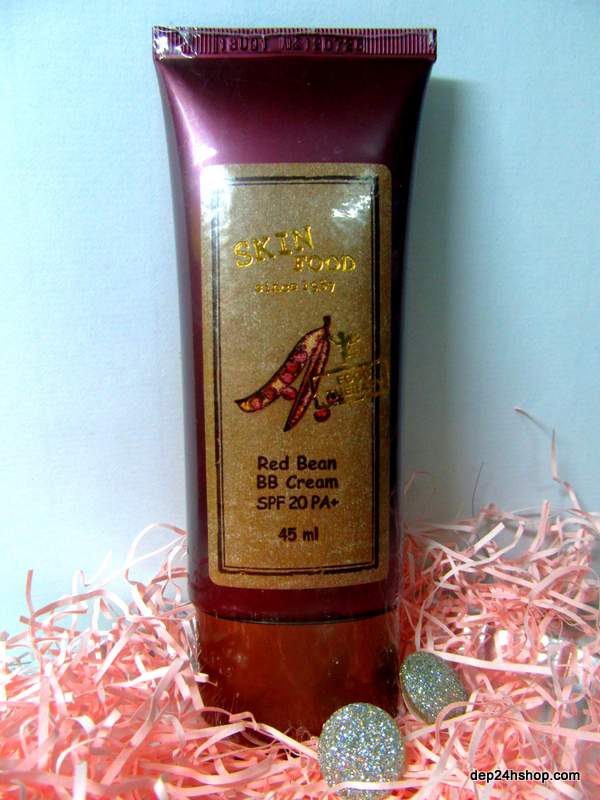 SKIN
FOOD
since 1957
Red Bean
BB Cream
SPF 20 PA+
45 ml
dep24hshop.com